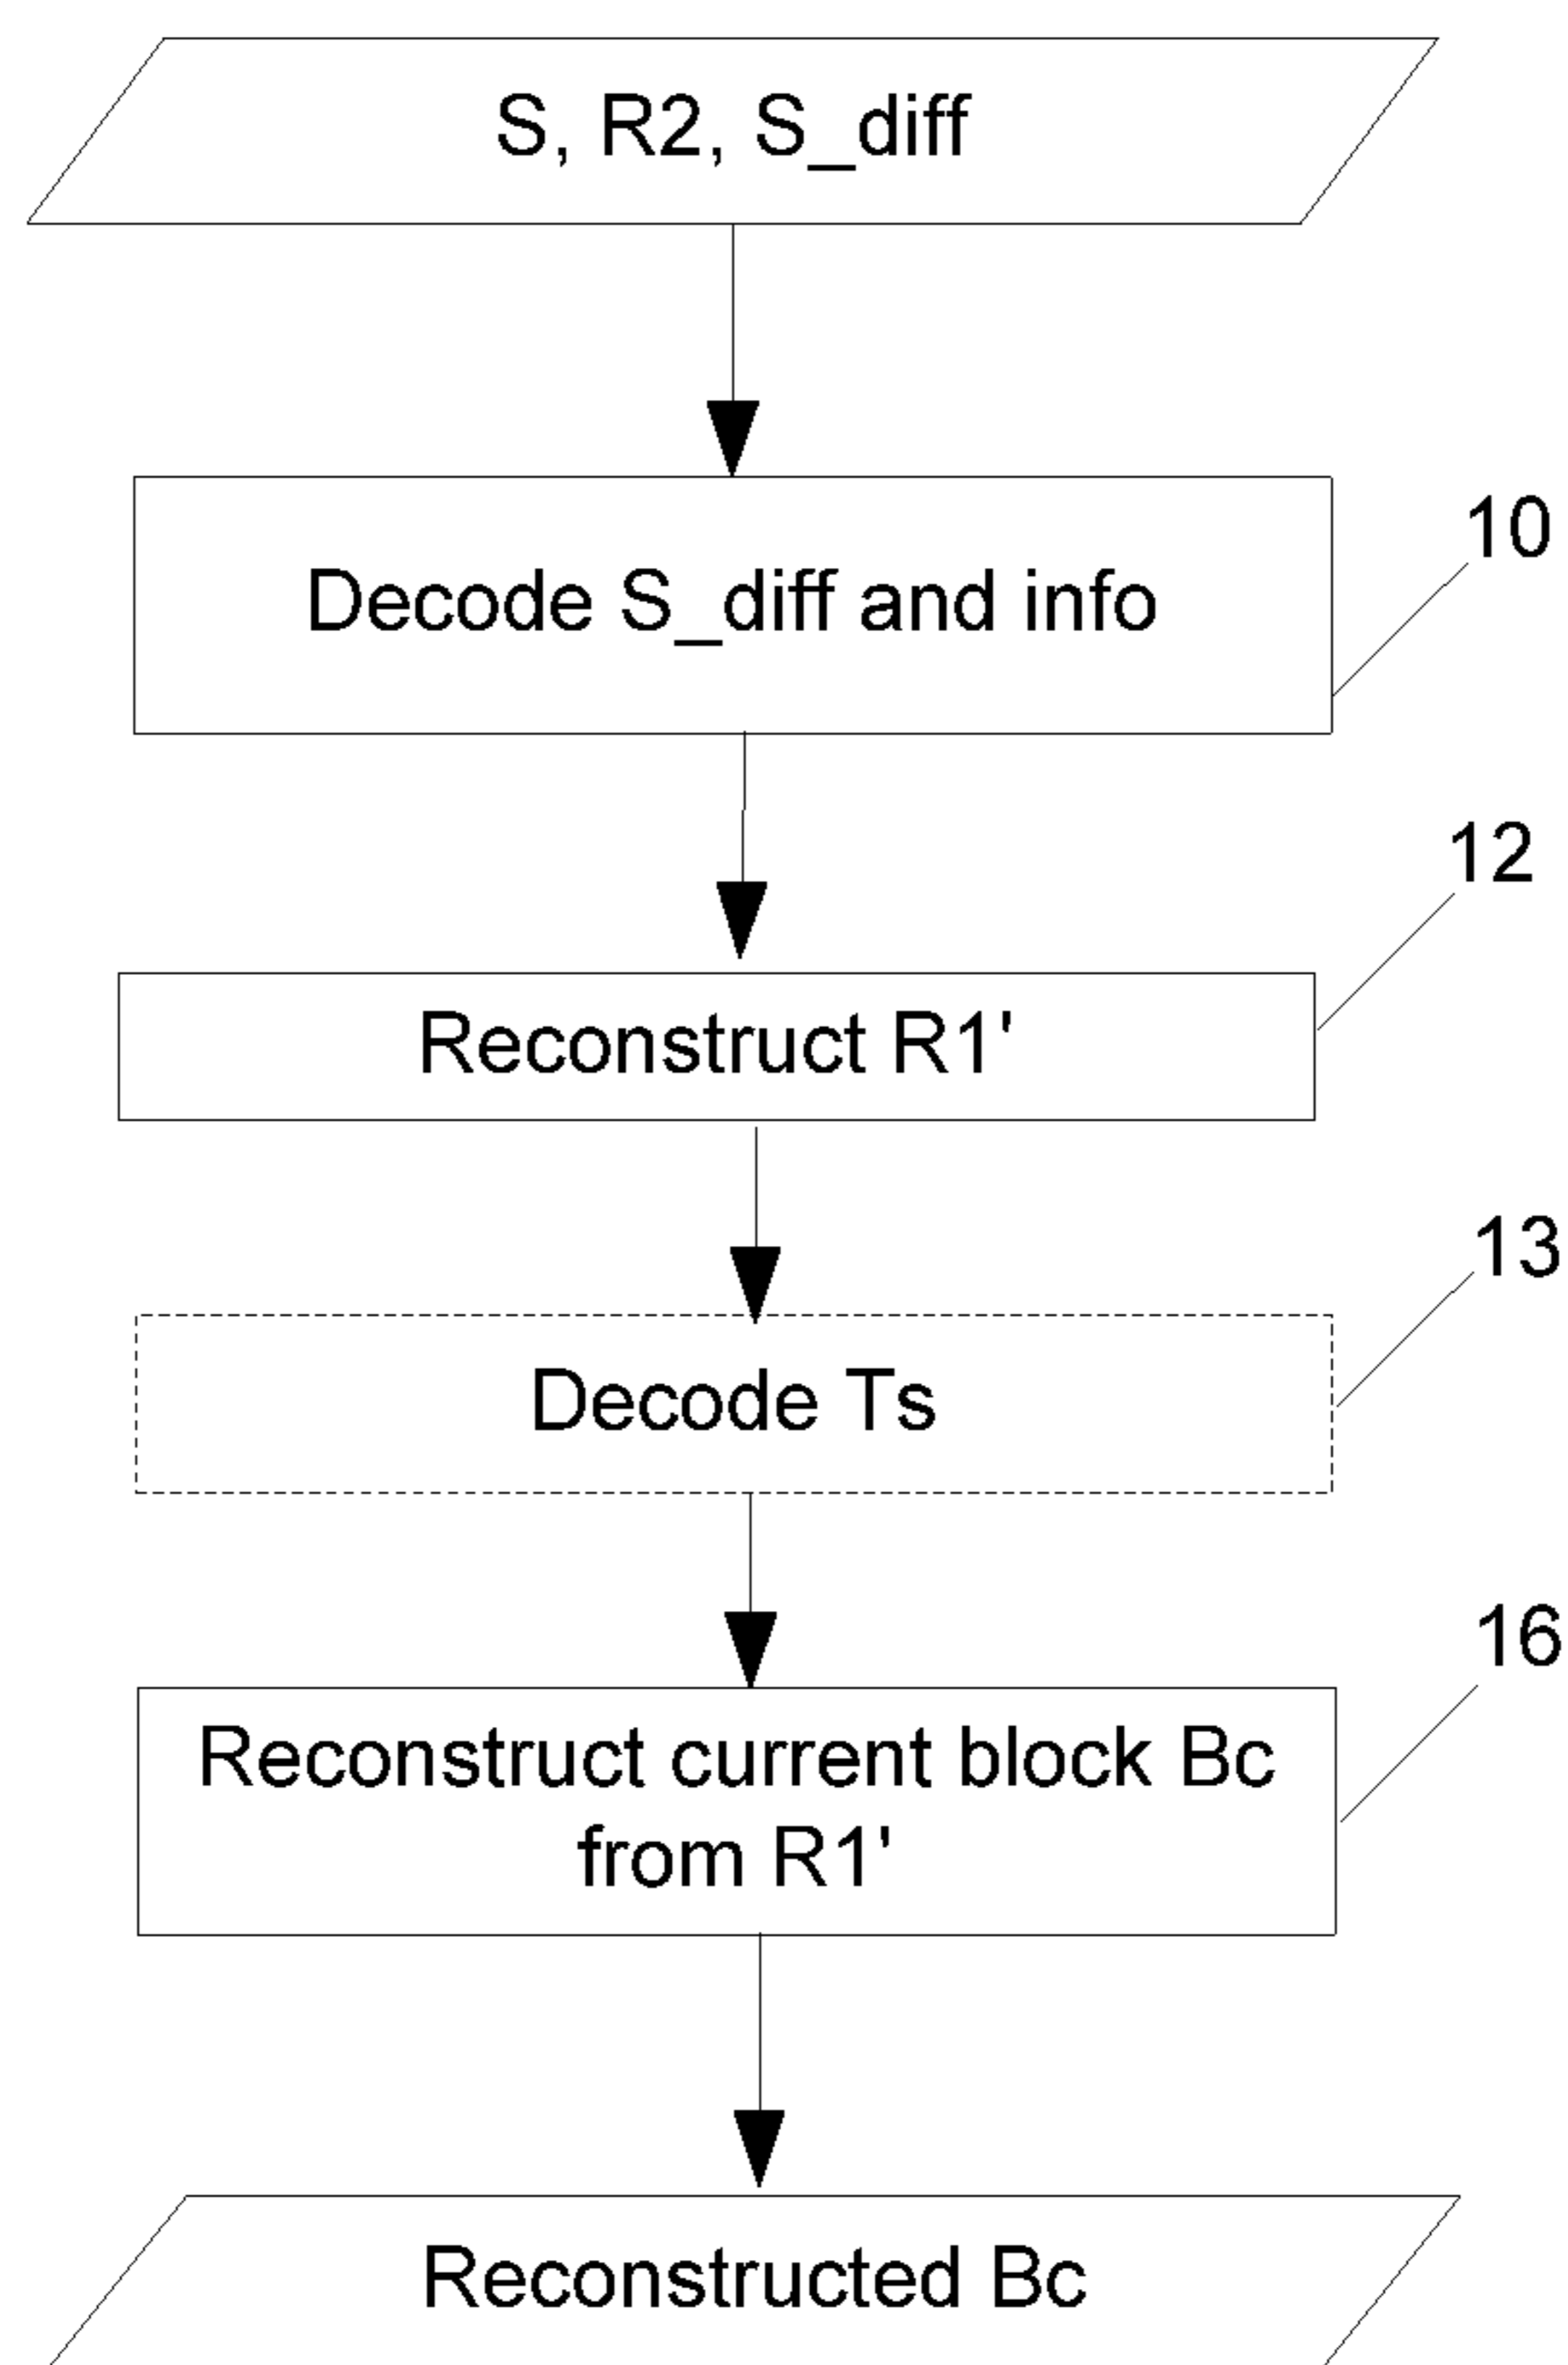 S, R2, S_diff
10
Decode S_diff and info
12
Reconstruct R1'
13
Decode Ts
16
Reconstruct current block Bc
from R1'
Reconstructed Bc